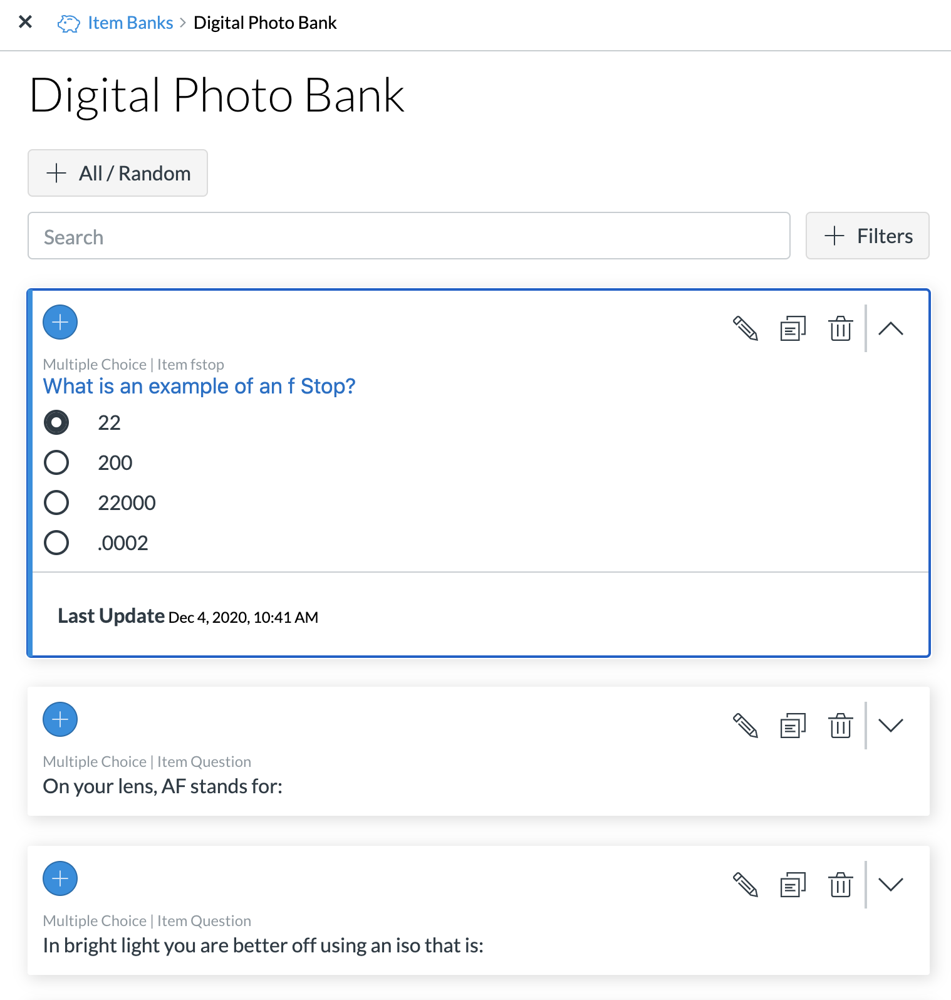 Item Banks > Digital Photo Bank
Digital Photo Bank
All / Random
Search
Filters
Multiple Choice | Item fstop
What is an example of an f Stop?
22
200
22000
.0002
Last Update Dec 4, 2020, 10:41 AM
Multiple Choice | Item Question
On your lens, AF stands for:
Multiple Choice | Item Question
In bright light you are better off using an iso that is: